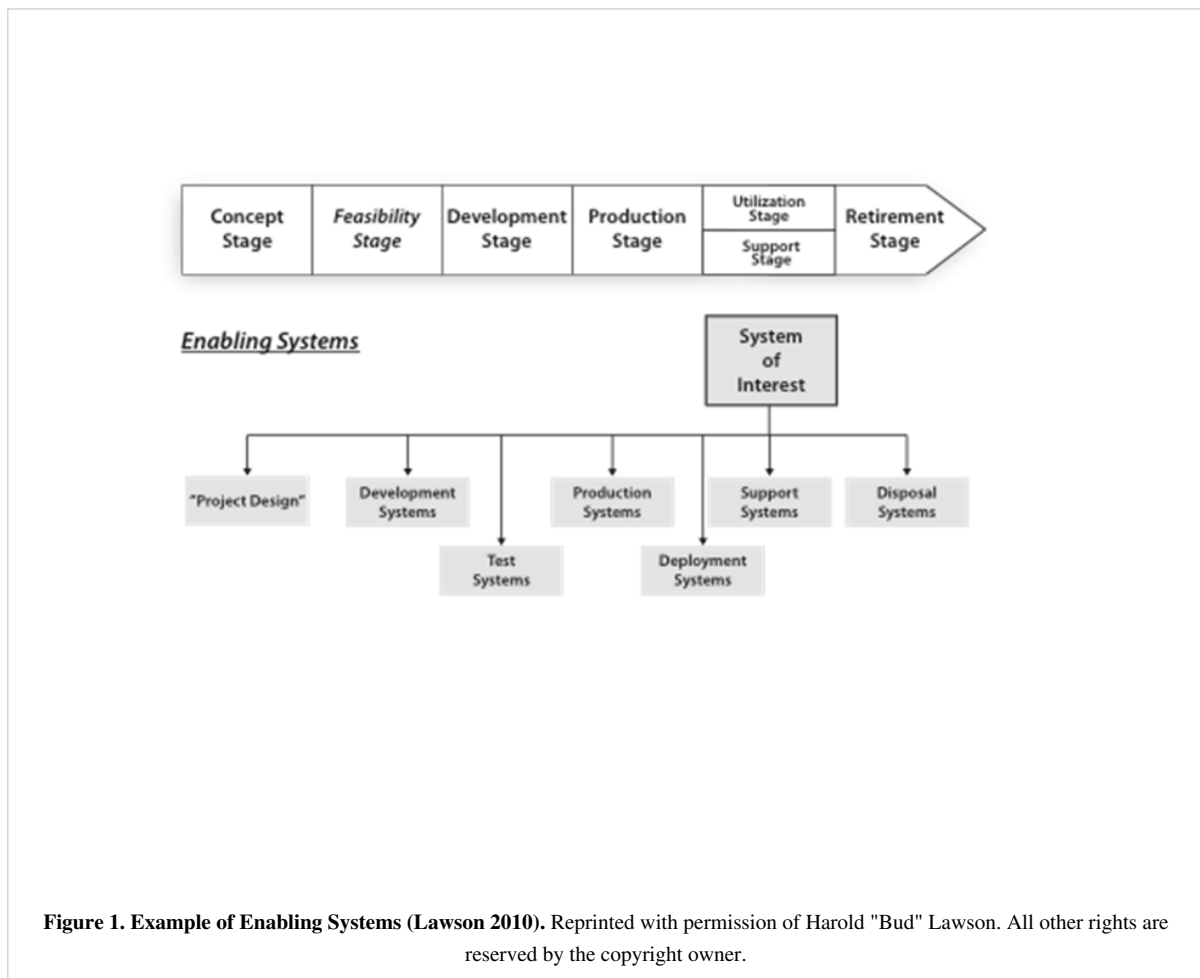 Concept
Stage
Feasibility
Stage
Development
Stage
Production
Stage
Utilization
Stage
Support
Stage
Retirement
Stage
Enabling Systems
System
of
Interest
"Project Design"
Development
Systems
Production
Systems
Support
Systems
Disposal
Systems
Test
Systems
Deployment
Systems
Figure 1. Example of Enabling Systems (Lawson 2010). Reprinted with permission of Harold "Bud" Lawson. All other rights are
reserved by the copyright owner.